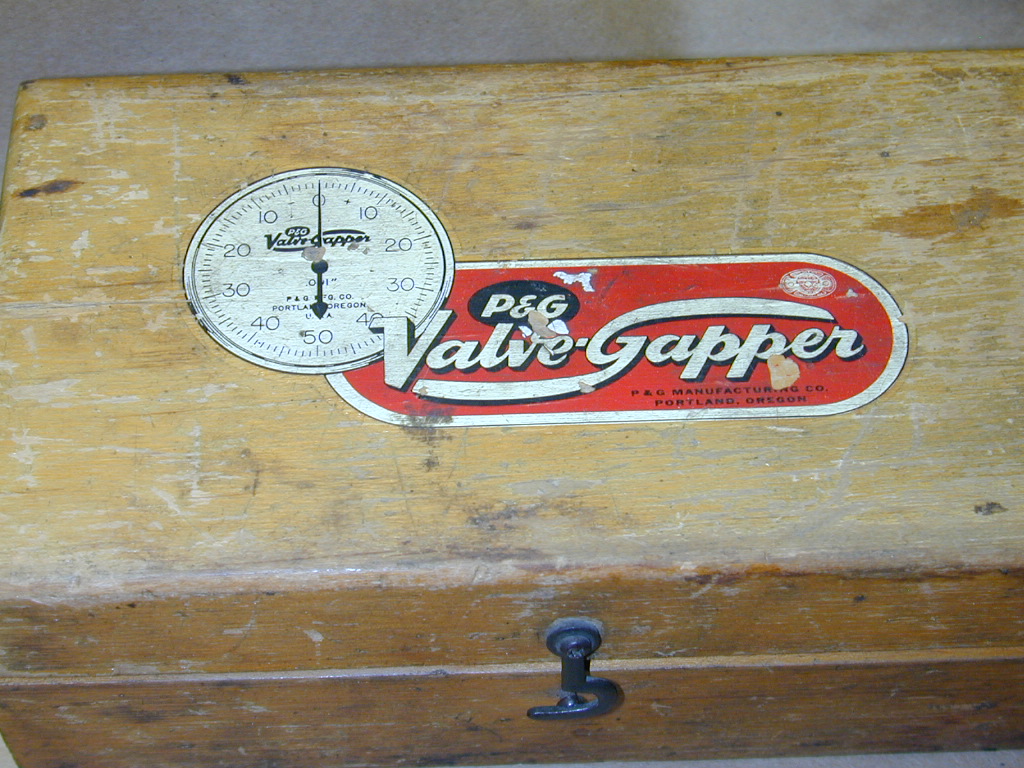 0
- +
10 10
P&G
Valve-Gapper
20 20
.001"
30 30
P & G MFG. CO.
PORTLAND, OREGON
U.S.A.
40 40
50
P&G
Valve-Gapper
P & G MANUFACTURING CO.
PORTLAND, OREGON